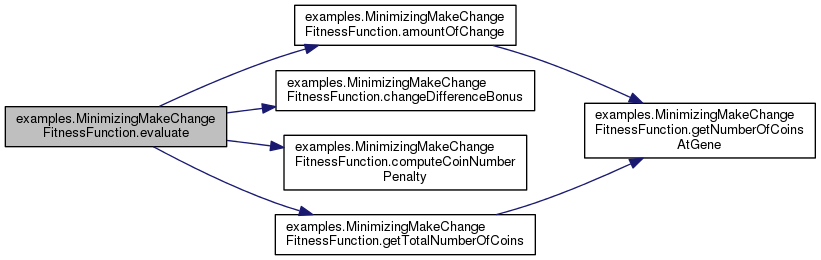 examples.MinimizingMakeChange
FitnessFunction.amountOfChange
examples.MinimizingMakeChange
FitnessFunction.changeDifferenceBonus
examples.MinimizingMakeChange
FitnessFunction.evaluate
examples.MinimizingMakeChange
FitnessFunction.getNumberOfCoins
AtGene
examples.MinimizingMakeChange
FitnessFunction.computeCoinNumber
Penalty
examples.MinimizingMakeChange
FitnessFunction.getTotalNumberOfCoins